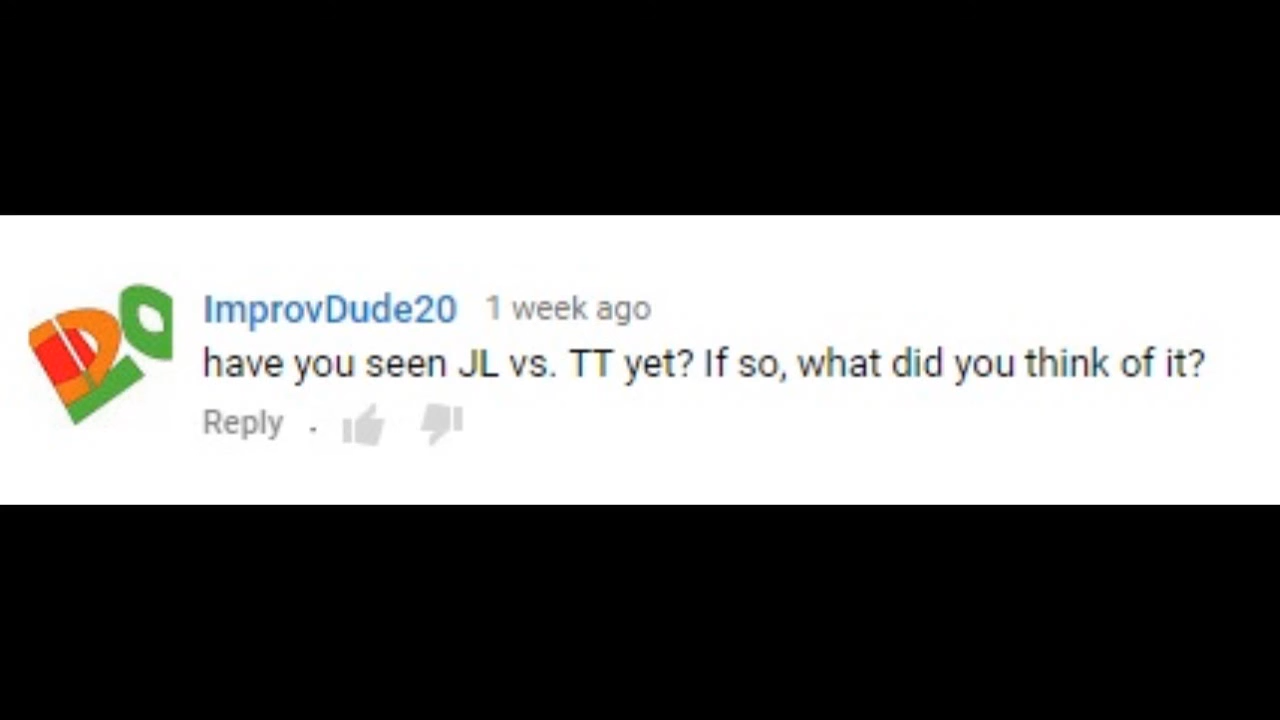 ImprovDude20 1 week ago
have you seen JL vs. TT yet? If so, what did you think of it?
Reply .